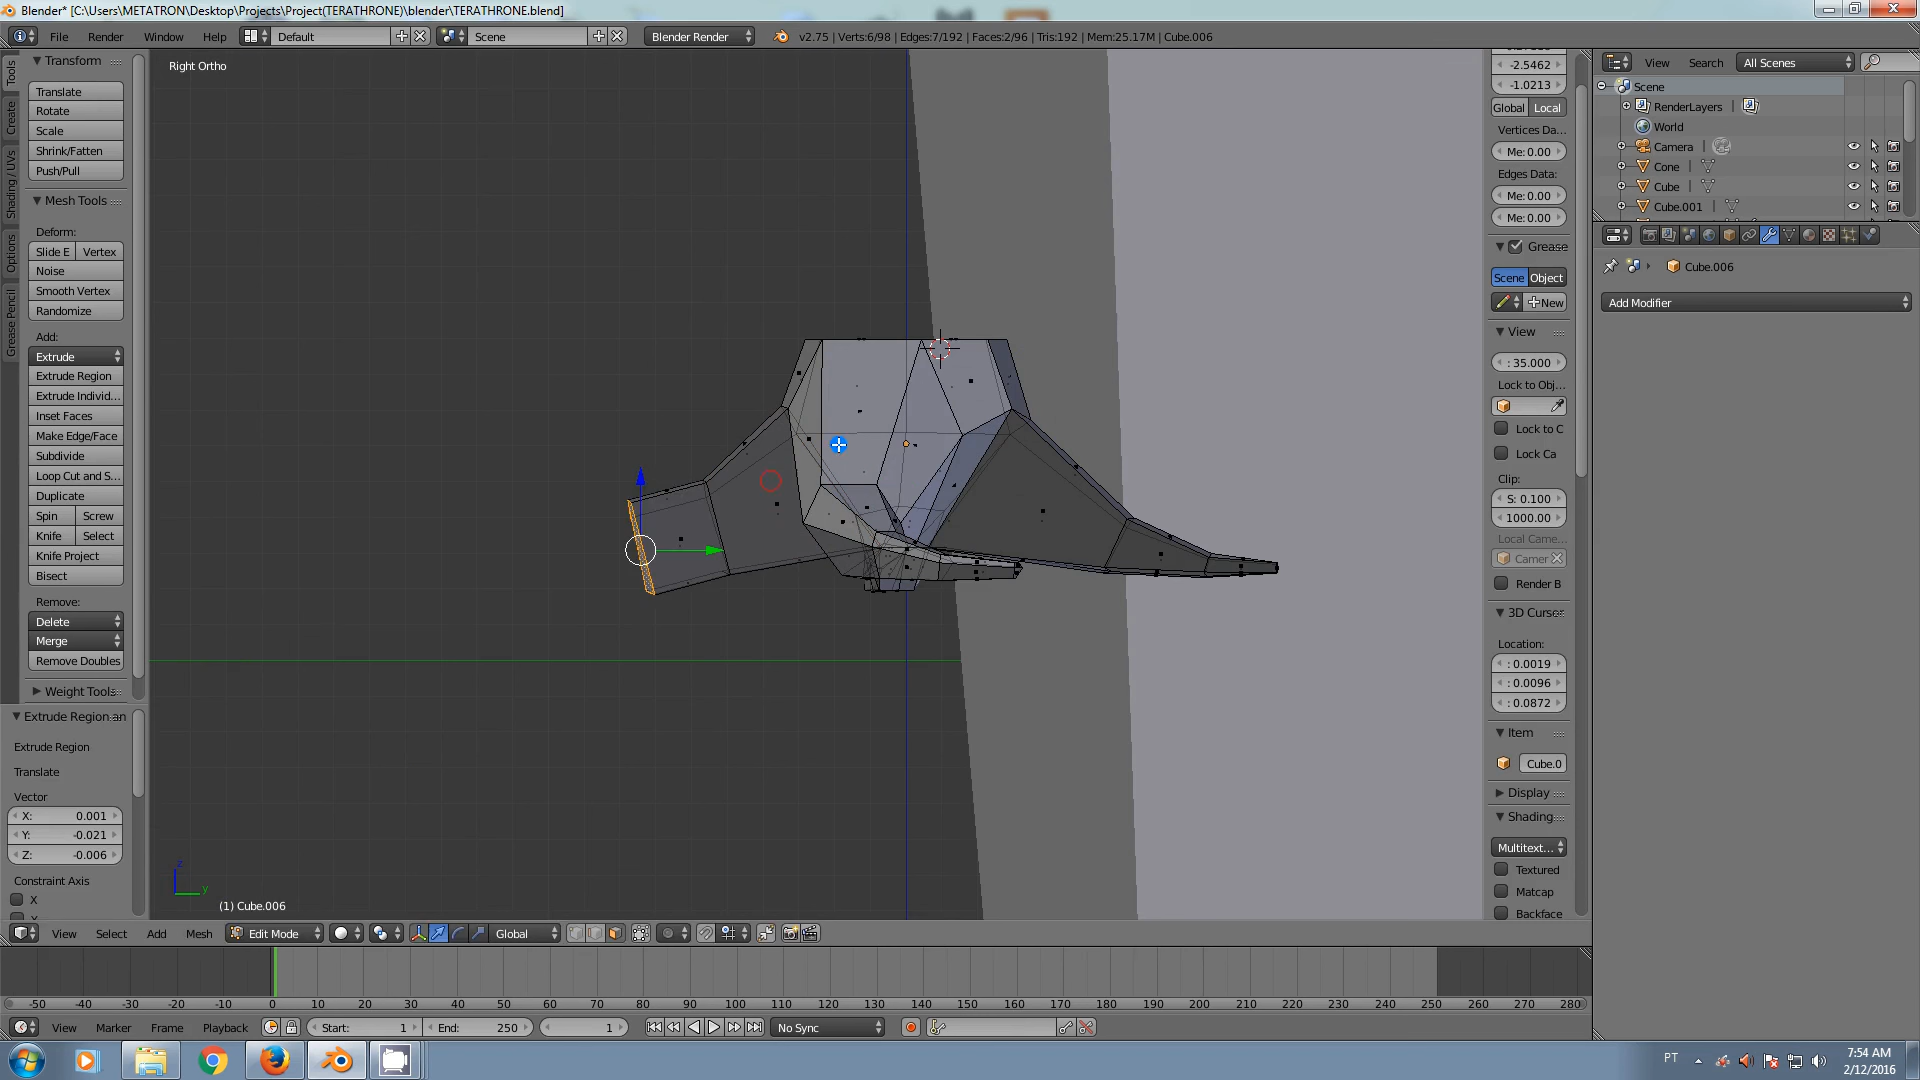 Blender* [C:\Users\METATRON\Desktop\Projects\Project(TERATHRONE)\blender\TERATHRONE.blend]
File Render Window Help Default Scene Blender Render v2.75 | Verts:6/98 | Edges:7/192 | Faces:2/96 | Tris:192 | Mem:25.17M | Cube.006
Tools
Create
Shading / UVs
Options
Grease Pencil
Transform
Translate
Rotate
Scale
Shrink/Fatten
Push/Pull
Mesh Tools
Deform:
Slide E Vertex
Noise
Smooth Vertex
Randomize
Add:
Extrude
Extrude Region
Extrude Individ...
Inset Faces
Make Edge/Face
Subdivide
Loop Cut and S...
Duplicate
Spin Screw
Knife Select
Knife Project
Bisect
Remove:
Delete
Merge
Remove Doubles
Weight Tools
Extrude Region an
Extrude Region
Translate
Vector
X: 0.001
Y: -0.021
Z: -0.006
Constraint Axis
X
Right Ortho
z
y
(1) Cube.006
-2.5462
-1.0213
Global Local
Vertices Da...
Me: 0.00
Edges Data:
Me: 0.00
Me: 0.00
Grease
Scene Object
New
View
: 35.000
Lock to Obj...
Lock to C
Lock Ca
Clip:
S: 0.100
1000.00
Local Came...
Camer
Render B
3D Curso
Location:
: 0.0019
: 0.0096
: 0.0872
Item
Cube.0
Display
Shading
Multitext...
Textured
Matcap
Backface
View Search All Scenes
Scene
RenderLayers
World
Camera
Cone
Cube
Cube.001
Cube.006
Add Modifier
View Select Add Mesh Edit Mode Global
-50 -40 -30 -20 -10 0 10 20 30 40 50 60 70 80 90 100 110 120 130 140 150 160 170 180 190 200 210 220 230 240 250 260 270 280
View Marker Frame Playback Start: 1 End: 250 1 No Sync
PT
7:54 AM
2/12/2016